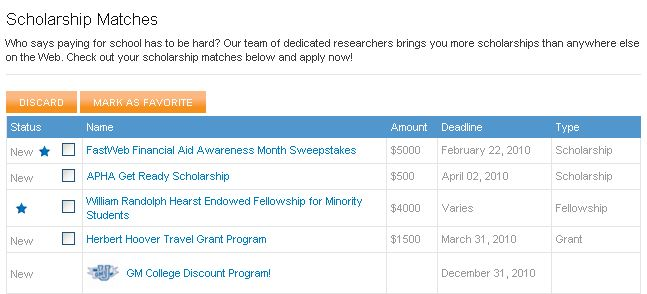 Scholarship Matches
Who says paying for school has to be hard? Our team of dedicated researchers brings you more scholarships than anywhere else
on the Web. Check out your scholarship matches below and apply now!
DISCARD MARK AS FAVORITE
Status Name Amount Deadline Type
New FastWeb Financial Aid Awareness Month Sweepstakes $5000 February 22, 2010 Scholarship
New APHA Get Ready Scholarship $500 April 02, 2010 Scholarship
William Randolph Hearst Endowed Fellowship for Minority
Students $4000 Varies Fellowship
New Herbert Hoover Travel Grant Program $1500 March 31, 2010 Grant
New GM College Discount Program! December 31, 2010